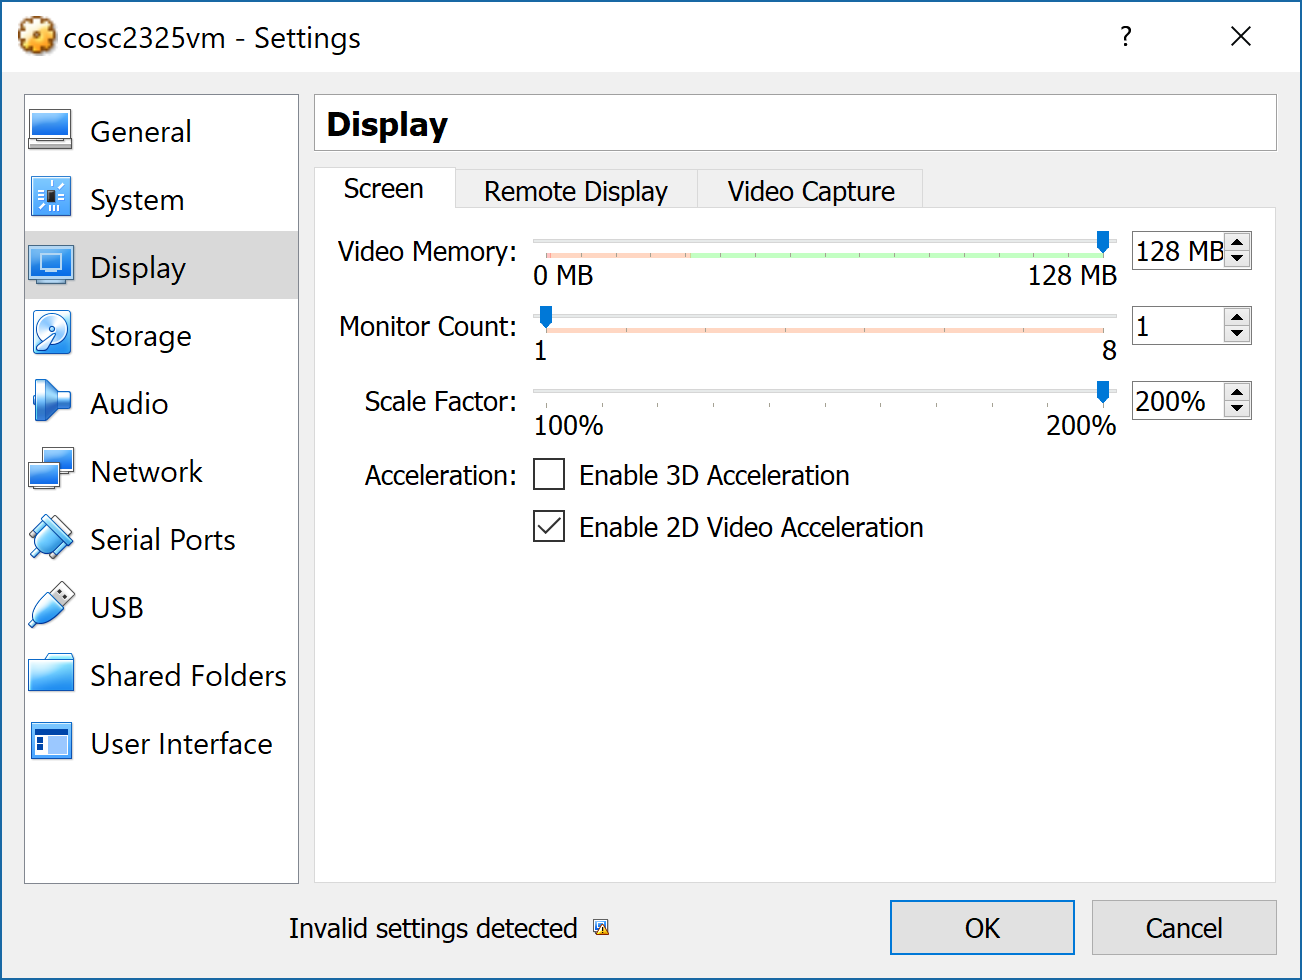 cosc2325vm - Settings
?
General
System
Display
Storage
Audio
Network
Serial Ports
USB
Shared Folders
User Interface
Display
Screen Remote Display Video Capture
Video Memory: 128 MB
0 MB 128 MB
Monitor Count: 1
1 8
Scale Factor: 200%
100% 200%
Acceleration: Enable 3D Acceleration
Enable 2D Video Acceleration
Invalid settings detected OK Cancel